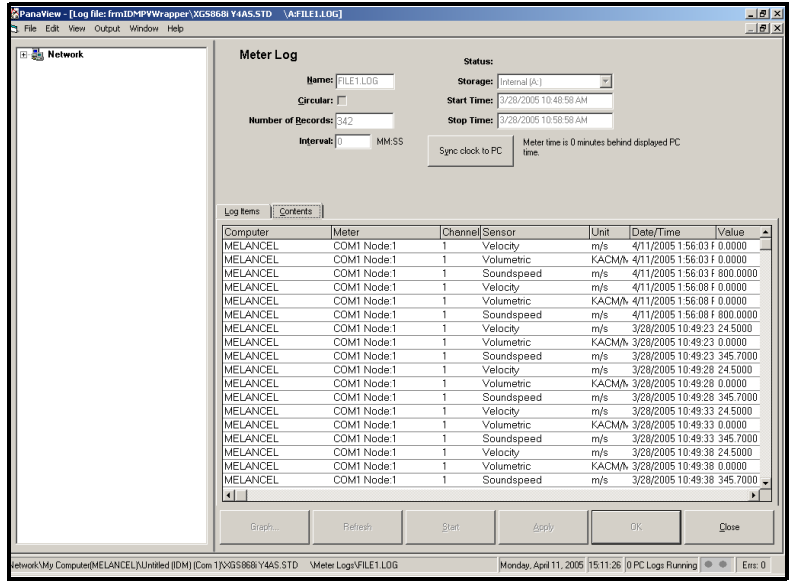 PanaView - [Log file: frmIDMPVWrapper\XGS868i Y4AS.STD \A:FILE1.LOG]
File Edit View Output Window Help
Network
Meter Log
Status:
Name: FILE1.LOG
Storage: Internal (A:)
Circular:
Start Time: 3/28/2005 10:48:58 AM
Number of Records: 342
Stop Time: 3/28/2005 10:58:58 AM
Interval: 0 MM:SS
Sync clock to PC
Meter time is 0 minutes behind displayed PC
time.
Log Items Contents
Computer Meter Channel Sensor Unit Date/Time Value
MELANCEL COM1 Node:1 1 Velocity m/s 4/11/2005 1:56:03 F 0.0000
MELANCEL COM1 Node:1 1 Volumetric KACM/h 4/11/2005 1:56:03 F 0.0000
MELANCEL COM1 Node:1 1 Soundspeed m/s 4/11/2005 1:56:03 F 800.0000
MELANCEL COM1 Node:1 1 Velocity m/s 4/11/2005 1:56:08 F 0.0000
MELANCEL COM1 Node:1 1 Volumetric KACM/h 4/11/2005 1:56:08 F 0.0000
MELANCEL COM1 Node:1 1 Soundspeed m/s 4/11/2005 1:56:08 F 800.0000
MELANCEL COM1 Node:1 1 Velocity m/s 3/28/2005 10:49:23 24.5000
MELANCEL COM1 Node:1 1 Volumetric KACM/h 3/28/2005 10:49:23 0.0000
MELANCEL COM1 Node:1 1 Soundspeed m/s 3/28/2005 10:49:23 345.7000
MELANCEL COM1 Node:1 1 Velocity m/s 3/28/2005 10:49:28 24.5000
MELANCEL COM1 Node:1 1 Volumetric KACM/h 3/28/2005 10:49:28 0.0000
MELANCEL COM1 Node:1 1 Soundspeed m/s 3/28/2005 10:49:28 345.7000
MELANCEL COM1 Node:1 1 Velocity m/s 3/28/2005 10:49:33 24.5000
MELANCEL COM1 Node:1 1 Volumetric KACM/h 3/28/2005 10:49:33 0.0000
MELANCEL COM1 Node:1 1 Soundspeed m/s 3/28/2005 10:49:33 345.7000
MELANCEL COM1 Node:1 1 Velocity m/s 3/28/2005 10:49:38 24.5000
MELANCEL COM1 Node:1 1 Volumetric KACM/h 3/28/2005 10:49:38 0.0000
MELANCEL COM1 Node:1 1 Soundspeed m/s 3/28/2005 10:49:38 345.7000
Graph... Refresh Start Apply OK Close
Network\My Computer(MELANCEL)\Untitled (IDM) (Com 1)\XGS868i Y4AS.STD \Meter Logs\FILE1.LOG Monday, April 11, 2005 15:11:26 0 PC Logs Running Errs: 0